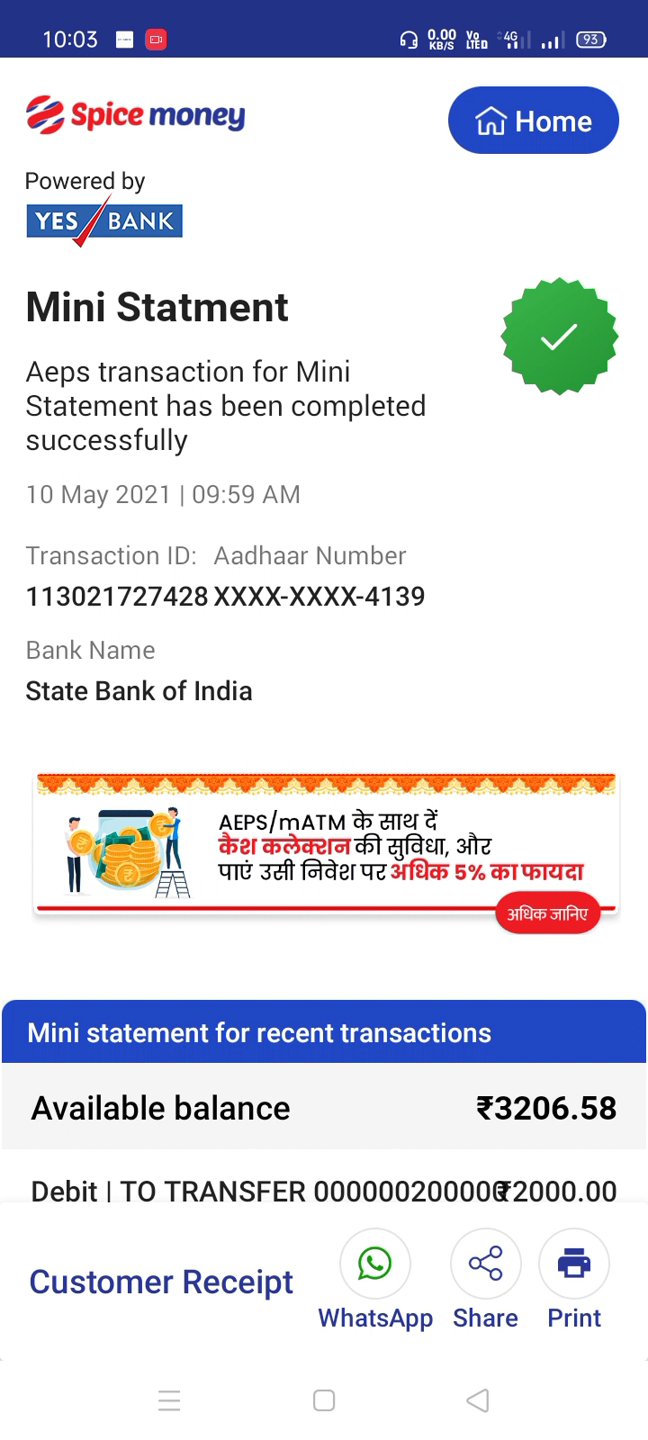 10:03
0.00
KB/S
Vo
LTED
4G
93
Spice money
Home
Powered by
YES BANK
Mini Statment
Aeps transaction for Mini
Statement has been completed
successfully
10 May 2021 | 09:59 AM
Transaction ID: Aadhaar Number
113021727428 XXXX-XXXX-4139
Bank Name
State Bank of India
AEPS/mATM के साथ दें
कैश कलेक्शन की सुविधा, और
पाएं उसी निवेश पर अधिक 5% का फायदा
अधिक जानिए
Mini statement for recent transactions
Available balance ₹3206.58
Debit | TO TRANSFER 000000200000 ₹2000.00
Customer Receipt
WhatsApp Share Print